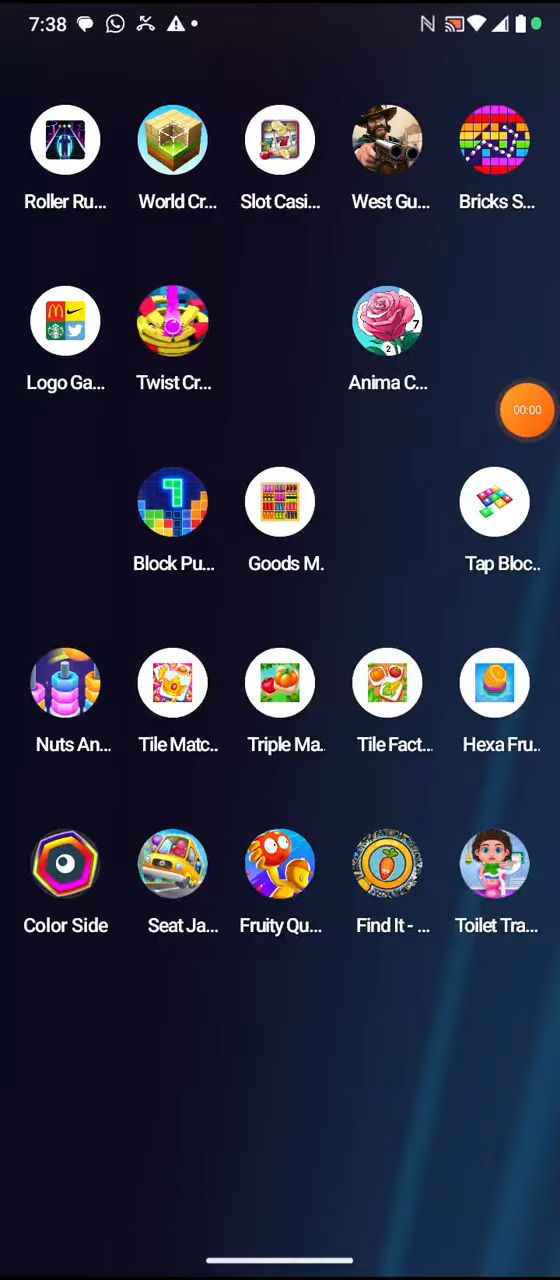 7:38
Roller Ru... World Cr... Slot Casi... West Gu... Bricks S...
Logo Ga... Twist Cr... Anima C...
7
2
00:00
Block Pu... Goods M. Tap Bloc..
Nuts An... Tile Matc.. Triple Ma. Tile Fact... Hexa Fru..
Color Side Seat Ja... Fruity Qu... Find It - ... Toilet Tra...